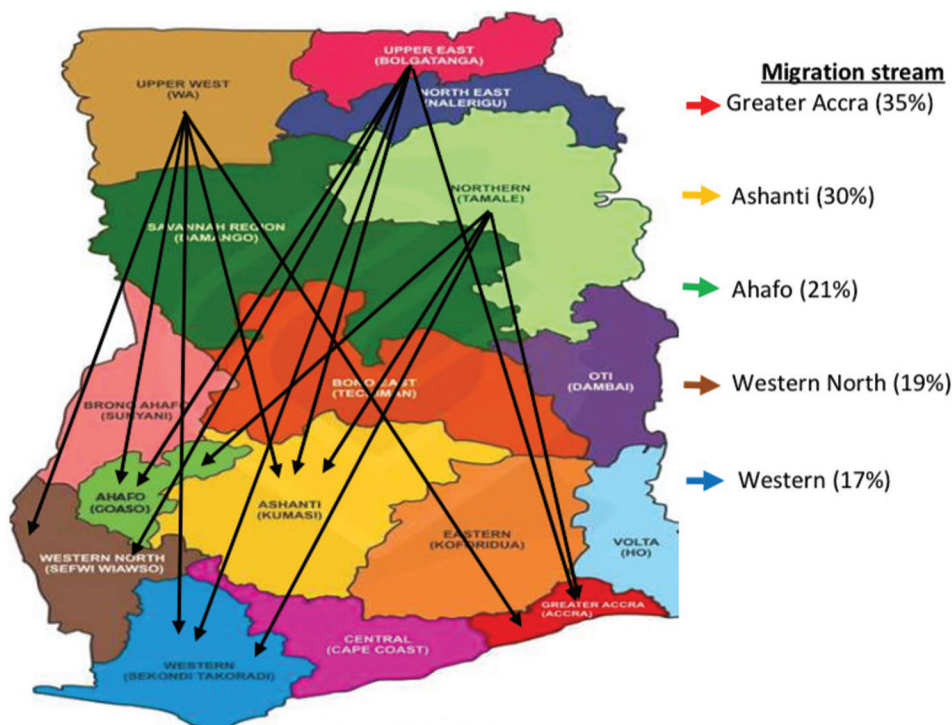 UPPER EAST
(BOLGATANGA)
UPPER WEST
(WA)
NORTH EAST
(NALERIGU)
NORTHERN
(TAMALE)
SAVANNAH REGION
(DAMANGO)
OTI
(DAMBAI)
BONO EAST
(TECHIMAN)
BRONG AHAFO
(SUNYANI)
AHAFO
(GOASO)
ASHANTI
(KUMASI)
EASTERN
(KOFORIDUA)
VOLTA
(HO)
WESTERN NORTH
(SEFWI WIAWSO)
GREATER ACCRA
(ACCRA)
CENTRAL
(CAPE COAST)
WESTERN
(SEKONDI TAKORADI)
Migration stream
Greater Accra (35%)
Ashanti (30%)
Ahafo (21%)
Western North (19%)
Western (17%)